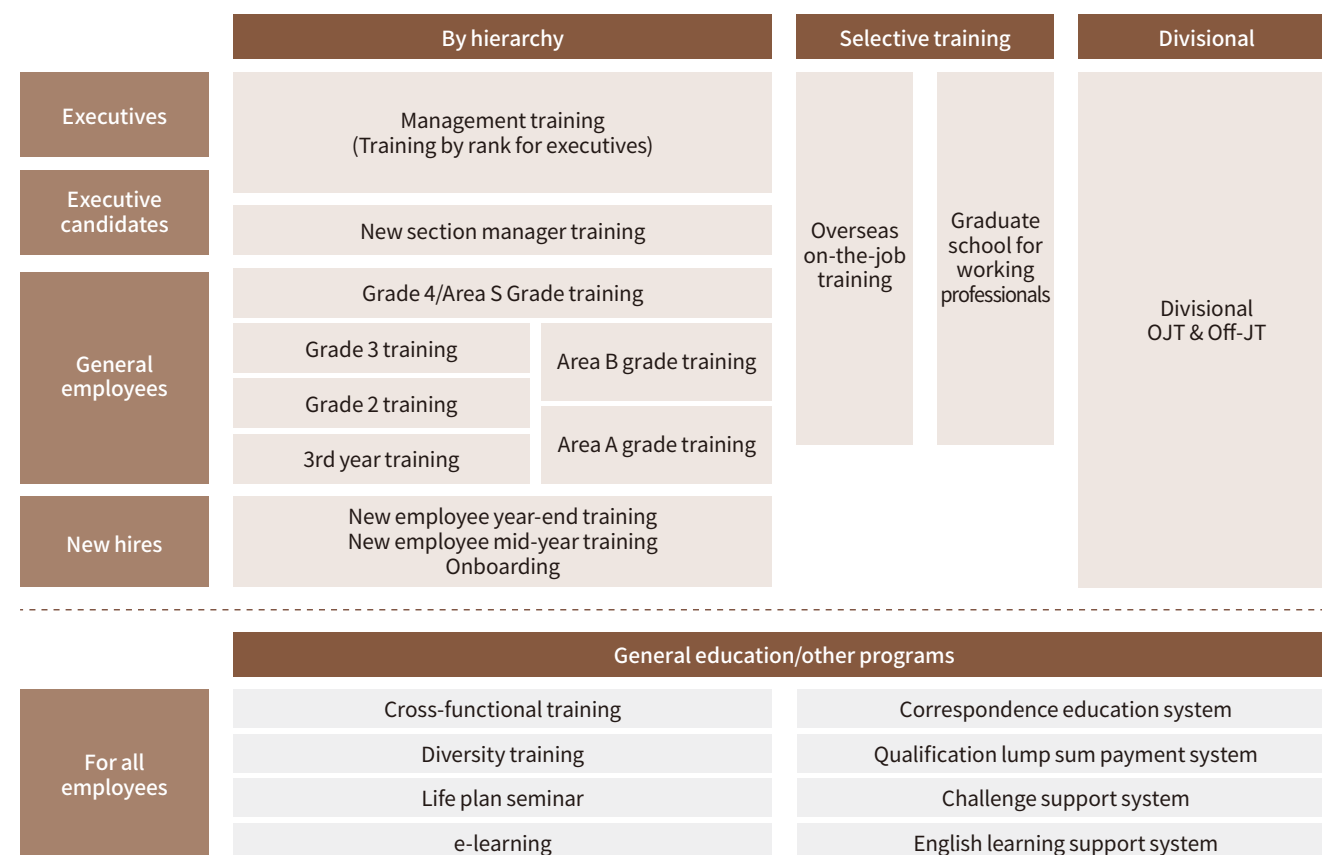 By hierarchy
Selective training
Divisional
Executives
Management training
(Training by rank for executives)
Executive
candidates
New section manager training
Overseas
on-the-job
training
Graduate
school for
working
professionals
Divisional
OJT & Off-JT
General
employees
Grade 4/Area S Grade training
Grade 3 training
Area B grade training
Grade 2 training
Area A grade training
3rd year training
New hires
New employee year-end training
New employee mid-year training
Onboarding
General education/other programs
For all
employees
Cross-functional training
Correspondence education system
Diversity training
Qualification lump sum payment system
Life plan seminar
Challenge support system
e-learning
English learning support system